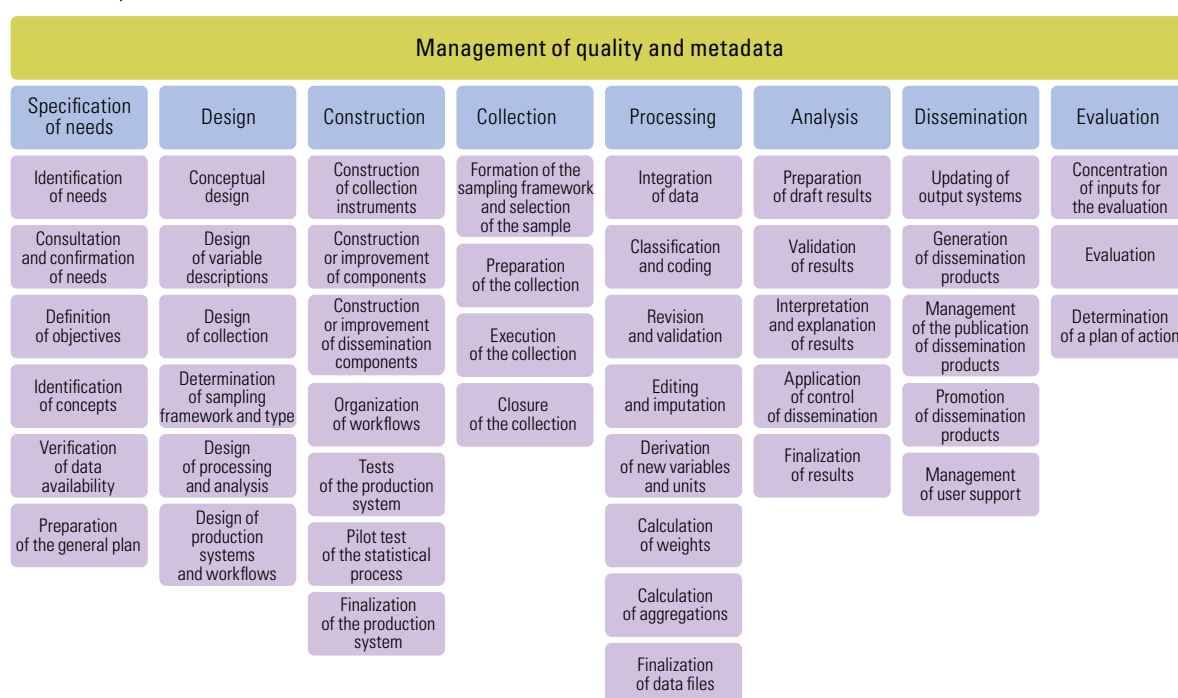 Management of quality and metadata
Specification
of needs
Design
Construction
Collection
Processing
Analysis
Dissemination
Evaluation
Identification
of needs
Consultation
and confirmation
of needs
Definition
of objectives
Identification
of concepts
Verification
of data
availability
Preparation
of the general plan
Conceptual
design
Design
of variable
descriptions
Design
of collection
Determination
of sampling
framework and type
Design
of processing
and analysis
Design of
production
systems
and workflows
Construction
of collection
instruments
Construction
or improvement
of components
Construction
or improvement
of dissemination
components
Organization
of workflows
Tests
of the production
system
Pilot test
of the statistical
process
Finalization
of the production
system
Formation of the
sampling framework
and selection
of the sample
Preparation
of the collection
Execution
of the collection
Closure
of the collection
Integration
of data
Classification
and coding
Revision
and validation
Editing
and imputation
Derivation
of new variables
and units
Calculation
of weights
Calculation
of aggregations
Finalization
of data files
Preparation
of draft results
Validation
of results
Interpretation
and explanation
of results
Application
of control
of dissemination
Finalization
of results
Updating of
output systems
Generation
of dissemination
products
Management
of the publication
of dissemination
products
Promotion
of dissemination
products
Management
of user support
Concentration
of inputs for
the evaluation
Evaluation
Determination
of a plan of action